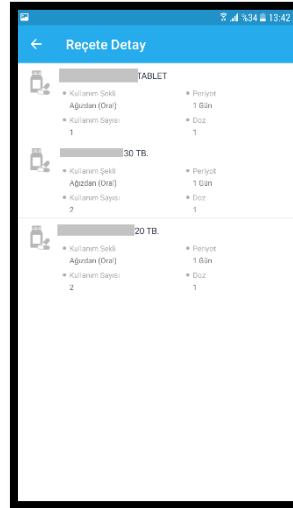 %34 13:42
Reçete Detay
TABLET
Kullanım Şekli Periyot
Ağızdan (Oral) 1 Gün
Kullanım Sayısı Doz
1 1
30 TB.
Kullanım Şekli Periyot
Ağızdan (Oral) 1 Gün
Kullanım Sayısı Doz
2 1
20 TB.
Kullanım Şekli Periyot
Ağızdan (Oral) 1 Gün
Kullanım Sayısı Doz
2 1